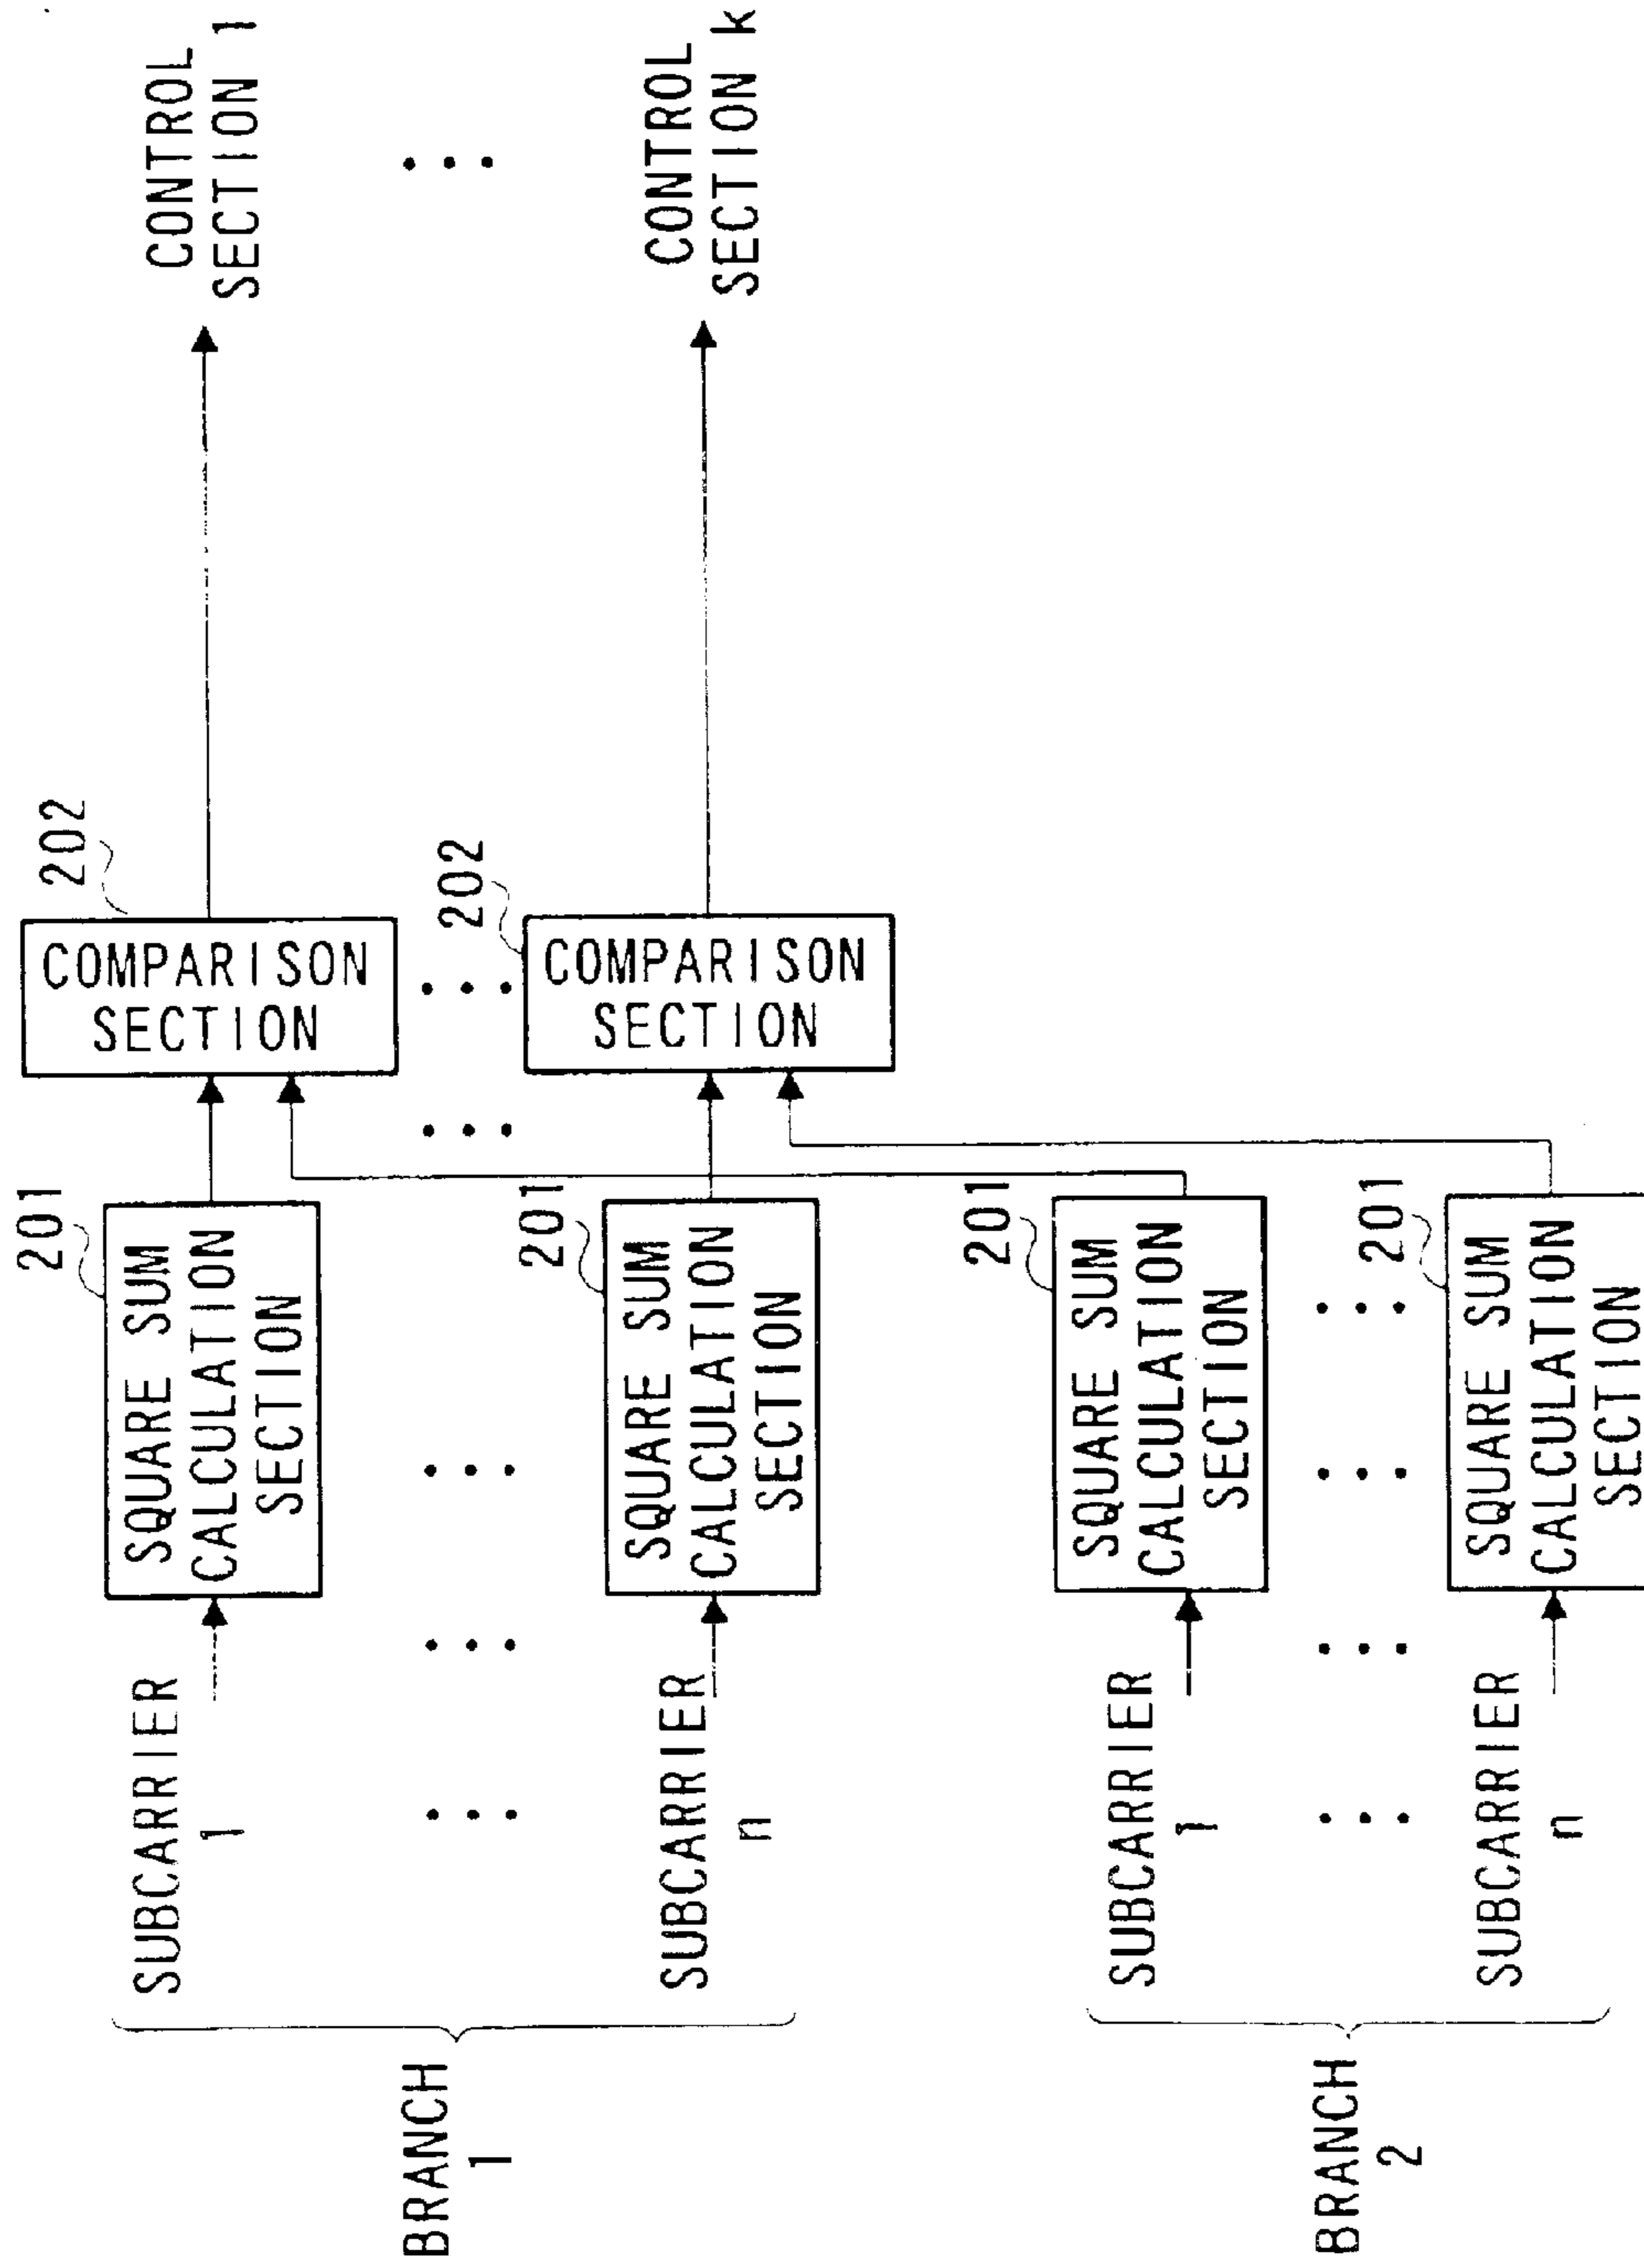 BRANCH
1
SUBCARRIER
1
201
SQUARE SUM
CALCULATION
SECTION
202
COMPARISON
SECTION
CONTROL
SECTION 1
SUBCARRIER
n
201
SQUARE SUM
CALCULATION
SECTION
202
COMPARISON
SECTION
CONTROL
SECTION k
BRANCH
2
SUBCARRIER
1
201
SQUARE SUM
CALCULATION
SECTION
SUBCARRIER
n
201
SQUARE SUM
CALCULATION
SECTION